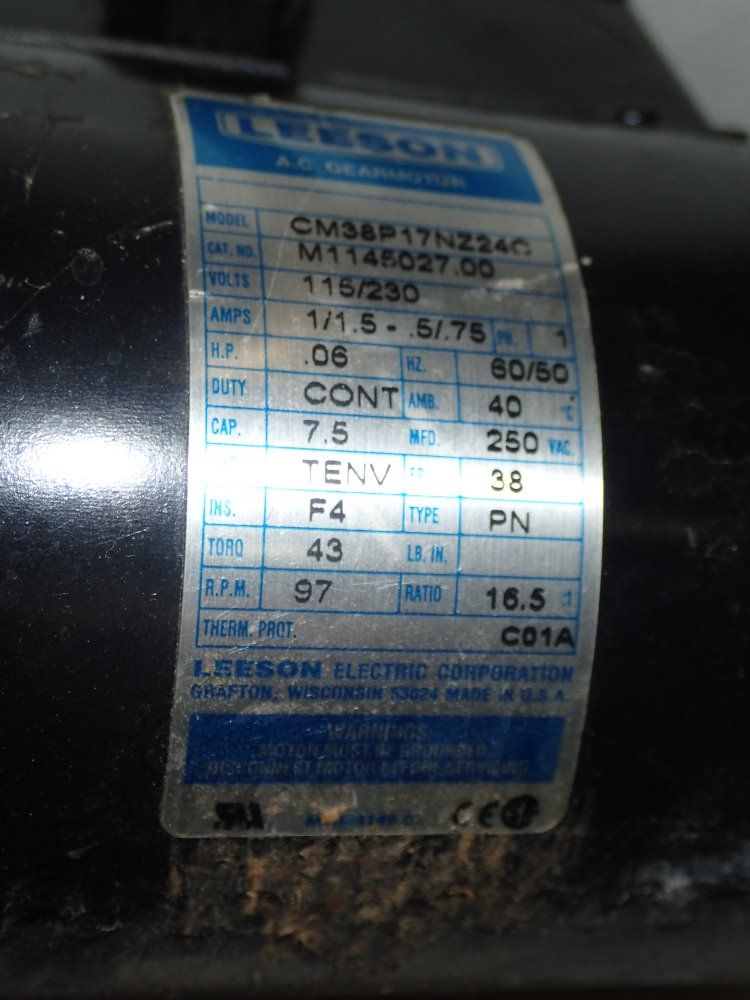 LEESON
A.C. GEARMOTOR
MODEL CM38P17NZ24C
CAT. NO. M1145027.00
VOLTS 115/230
AMPS 1/1.5 - .5/.75 PH. 1
H.P. .06 HZ. 60/50
DUTY CONT AMB. 40 °C
CAP. 7.5 MFD. 250 VAC
TENV 38
INS. F4 TYPE PN
TORQ 43 LB. IN.
R.P.M. 97 RATIO 16.5 :1
THERM. PROT. C01A
LEESON ELECTRIC CORPORATION
GRAFTON, WISCONSIN 53024 MADE IN U.S.A.
WARNINGS
MOTOR MUST BE GROUNDED
DISCONNECT MOTOR BEFORE SERVICING
CE